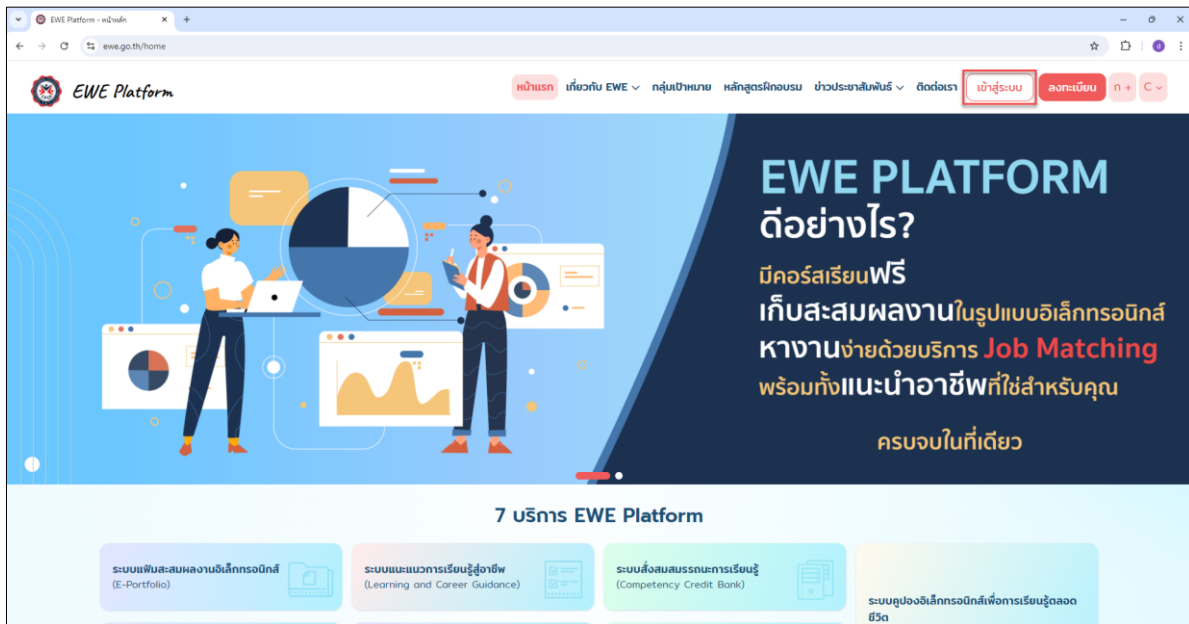 EWE Platform - หน้าหลัก
ewe.go.th/home
d
EWE Platform
หน้าแรก เกี่ยวกับ EWE กลุ่มเป้าหมาย หลักสูตรฝึกอบรม ข่าวประชาสัมพันธ์ ติดต่อเรา เข้าสู่ระบบ ลงทะเบียน ก + C
EWE PLATFORM
ดีอย่างไร?
มีคอร์สเรียนฟรี
เก็บสะสมผลงานในรูปแบบอิเล็กทรอนิกส์
หางานง่ายด้วยบริการ Job Matching
พร้อมทั้งแนะนำอาชีพที่ใช่สำหรับคุณ
ครบจบในที่เดียว
7 บริการ EWE Platform
ระบบแฟ้มสะสมผลงานอิเล็กทรอนิกส์
(E-Portfolio)
ระบบแนะแนวการเรียนรู้สู่อาชีพ
(Learning and Career Guidance)
ระบบสั่งสมสมรรถนะการเรียนรู้
(Competency Credit Bank)
ระบบคูปองอิเล็กทรอนิกส์เพื่อการเรียนรู้ตลอด
ชีวิต